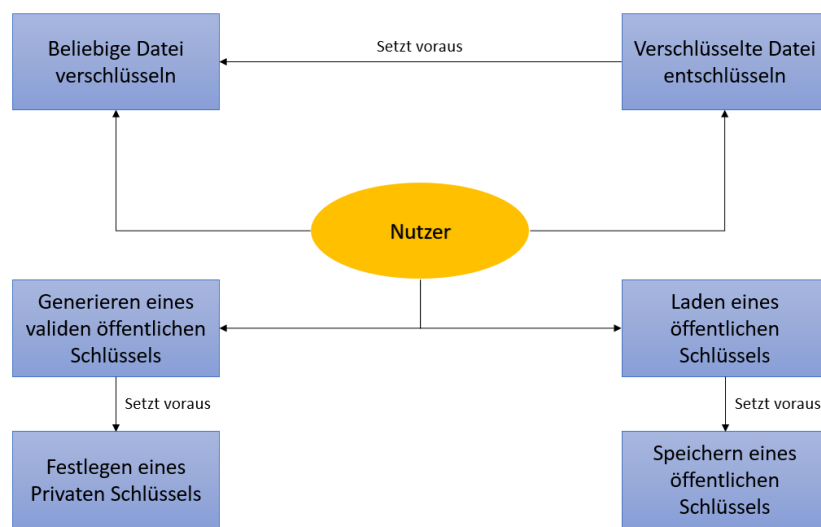 Beliebige Datei
verschlüsseln
Setzt voraus
Verschlüsselte Datei
entschlüsseln
Nutzer
Generieren eines
validen öffentlichen
Schlüssels
Laden eines
öffentlichen
Schlüssels
Setzt voraus
Setzt voraus
Festlegen eines
Privaten Schlüssels
Speichern eines
öffentlichen
Schlüssels